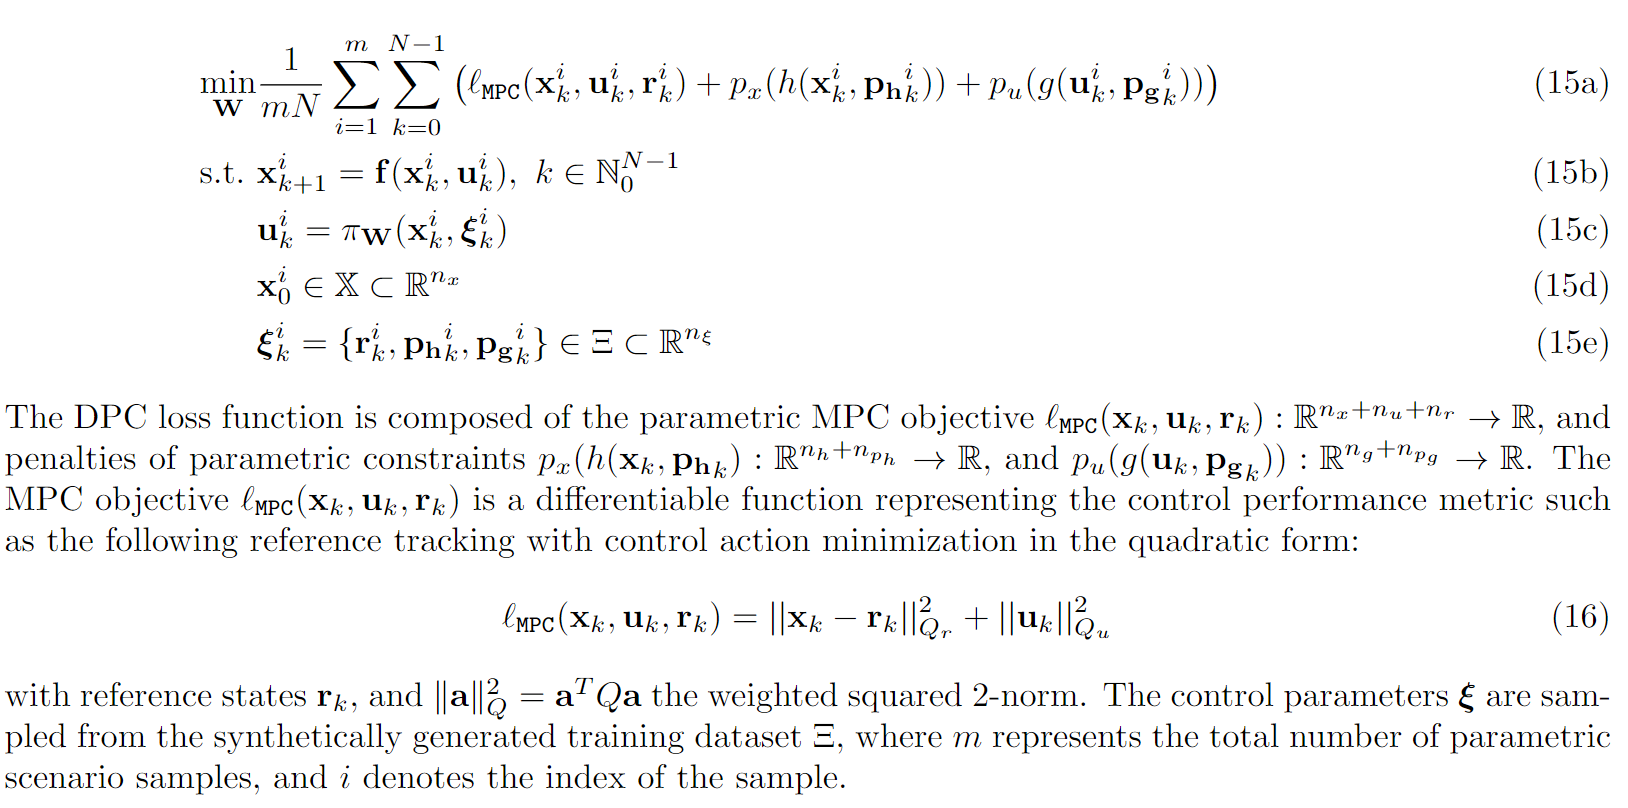 \min_{\mathbf{W}} \frac{1}{mN} \sum_{i=1}^{m} \sum_{k=0}^{N-1} \left( \ell_{\texttt{MPC}}(\mathbf{x}_k^i, \mathbf{u}_k^i, \mathbf{r}_k^i) + p_x(h(\mathbf{x}_k^i, \mathbf{p_h}_k^i)) + p_u(g(\mathbf{u}_k^i, \mathbf{p_g}_k^i)) \right) (15a)
s.t. \mathbf{x}_{k+1}^i = \mathbf{f}(\mathbf{x}_k^i, \mathbf{u}_k^i), k \in \mathbb{N}_0^{N-1} (15b)
\mathbf{u}_k^i = \pi_{\mathbf{W}}(\mathbf{x}_k^i, \boldsymbol{\xi}_k^i) (15c)
\mathbf{x}_0^i \in \mathbb{X} \subset \mathbb{R}^{n_x} (15d)
\boldsymbol{\xi}_k^i = \{\mathbf{r}_k^i, \mathbf{p_h}_k^i, \mathbf{p_g}_k^i\} \in \Xi \subset \mathbb{R}^{n_\xi} (15e)
The DPC loss function is composed of the parametric MPC objective \ell_{\texttt{MPC}}(\mathbf{x}_k, \mathbf{u}_k, \mathbf{r}_k) : \mathbb{R}^{n_x+n_u+n_r} \to \mathbb{R}, and
penalties of parametric constraints p_x(h(\mathbf{x}_k, \mathbf{p_h}_k) : \mathbb{R}^{n_h+n_{p_h}} \to \mathbb{R}, and p_u(g(\mathbf{u}_k, \mathbf{p_g}_k)) : \mathbb{R}^{n_g+n_{p_g}} \to \mathbb{R}. The
MPC objective \ell_{\texttt{MPC}}(\mathbf{x}_k, \mathbf{u}_k, \mathbf{r}_k) is a differentiable function representing the control performance metric such
as the following reference tracking with control action minimization in the quadratic form:
\ell_{\texttt{MPC}}(\mathbf{x}_k, \mathbf{u}_k, \mathbf{r}_k) = ||\mathbf{x}_k - \mathbf{r}_k||_{Q_r}^2 + ||\mathbf{u}_k||_{Q_u}^2 (16)
with reference states \mathbf{r}_k, and \|\mathbf{a}\|_Q^2 = \mathbf{a}^T Q \mathbf{a} the weighted squared 2-norm. The control parameters \boldsymbol{\xi} are sam-
pled from the synthetically generated training dataset \Xi, where m represents the total number of parametric
scenario samples, and i denotes the index of the sample.